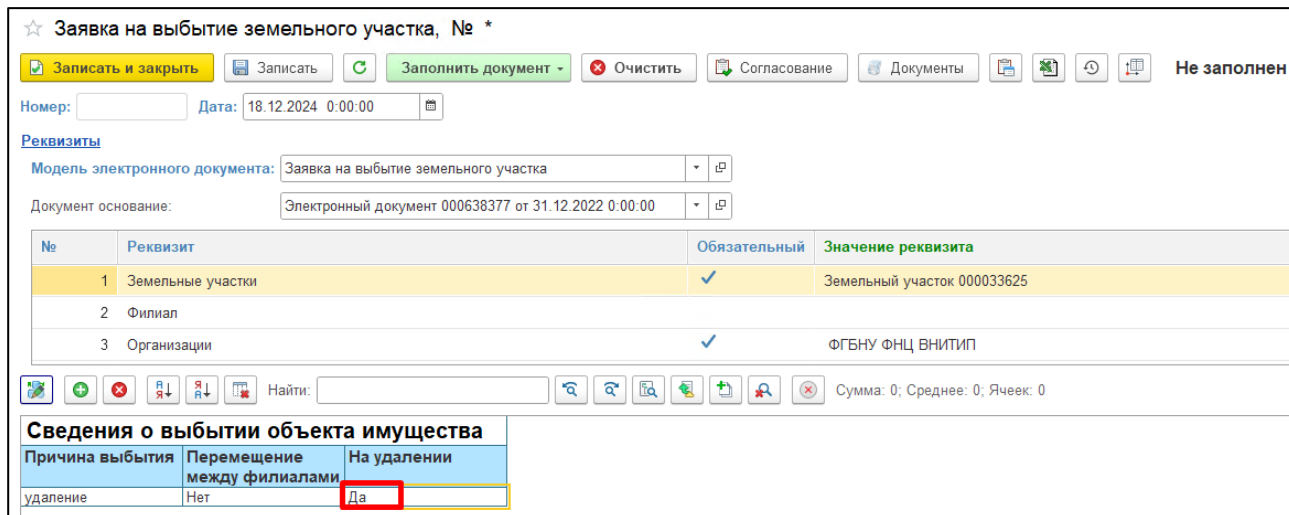 Заявка на выбытие земельного участка, № *
Записать и закрыть Записать Заполнить документ Очистить Согласование Документы Не заполнен
Номер: Дата: 18.12.2024 0:00:00
Реквизиты
Модель электронного документа: Заявка на выбытие земельного участка
Документ основание: Электронный документ 000638377 от 31.12.2022 0:00:00
№ Реквизит Обязательный Значение реквизита
1 Земельные участки Земельный участок 000033625
2 Филиал
3 Организации ФГБНУ ФНЦ ВНИТИП
Найти: Сумма: 0; Среднее: 0; Ячеек: 0
Сведения о выбытии объекта имущества
Причина выбытия Перемещение На удалении
между филиалами
удаление Нет Да